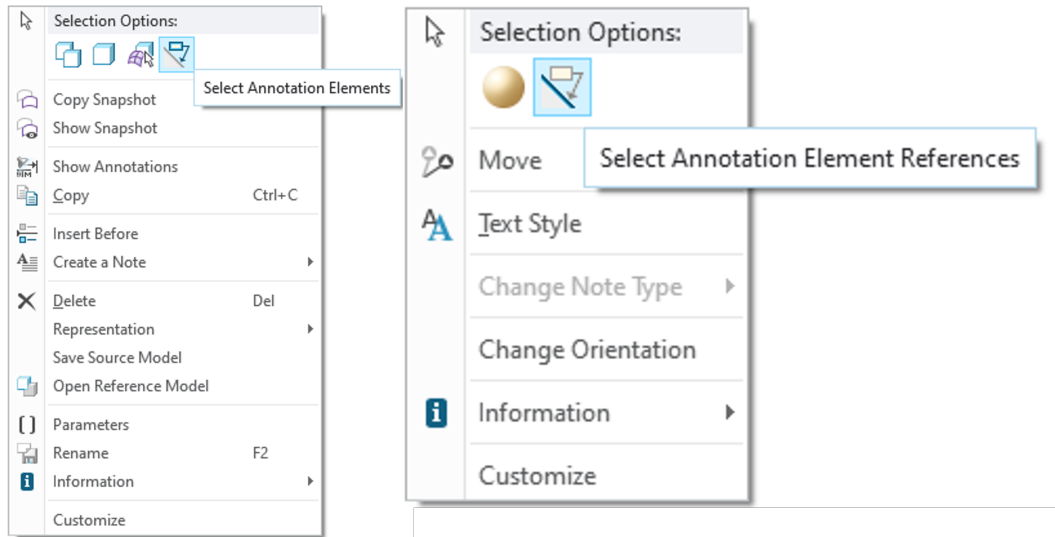 Selection Options:
Select Annotation Elements
Copy Snapshot
Show Snapshot
Show Annotations
Copy Ctrl+C
Insert Before
Create a Note
Delete Del
Representation
Save Source Model
Open Reference Model
Parameters
Rename F2
Information
Customize
Selection Options:
Move
Select Annotation Element References
Text Style
Change Note Type
Change Orientation
Information
Customize